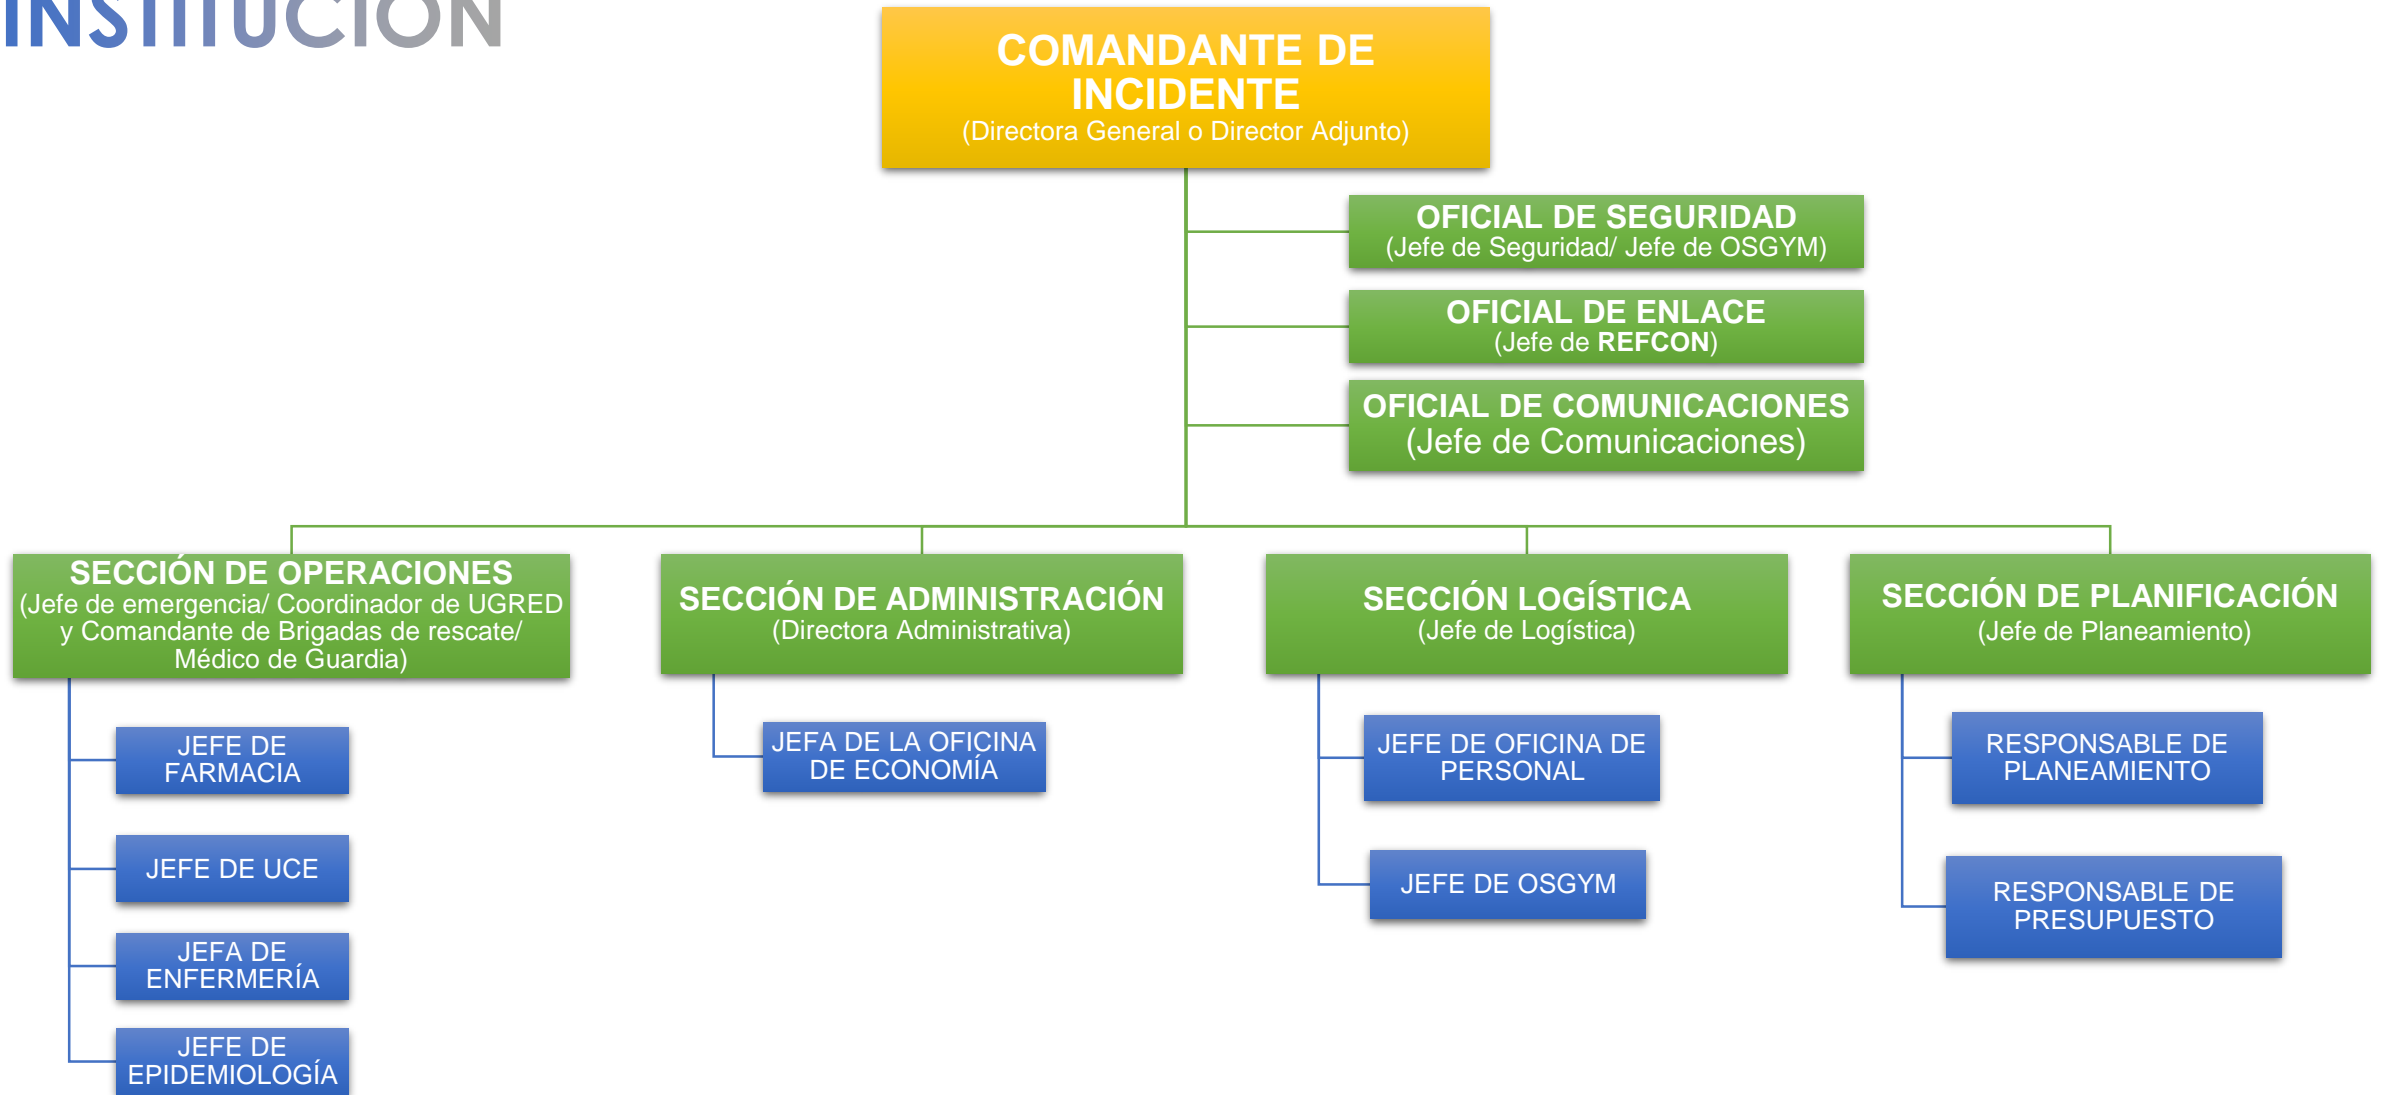 INSTITUCIÓN
COMANDANTE DE
INCIDENTE
(Directora General o Director Adjunto)
OFICIAL DE SEGURIDAD
(Jefe de Seguridad/ Jefe de OSGYM)
OFICIAL DE ENLACE
(Jefe de REFCON)
OFICIAL DE COMUNICACIONES
(Jefe de Comunicaciones)
SECCIÓN DE OPERACIONES
(Jefe de emergencia/ Coordinador de UGRED
y Comandante de Brigadas de rescate/
Médico de Guardia)
JEFE DE
FARMACIA
JEFE DE UCE
JEFA DE
ENFERMERÍA
JEFE DE
EPIDEMIOLOGÍA
SECCIÓN DE ADMINISTRACIÓN
(Directora Administrativa)
JEFA DE LA OFICINA
DE ECONOMÍA
SECCIÓN LOGÍSTICA
(Jefe de Logística)
JEFE DE OFICINA DE
PERSONAL
JEFE DE OSGYM
SECCIÓN DE PLANIFICACIÓN
(Jefe de Planeamiento)
RESPONSABLE DE
PLANEAMIENTO
RESPONSABLE DE
PRESUPUESTO